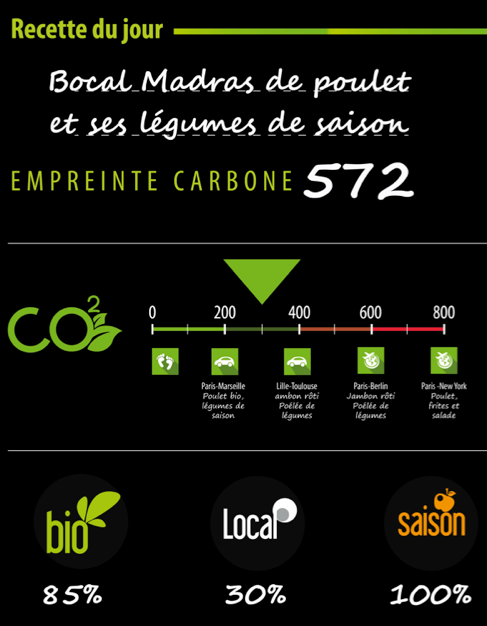 Recette du jour
Bocal Madras de poulet
et ses légumes de saison
EMPREINTE CARBONE 572
CO2
0 200 400 600 800
Paris-Marseille Lille-Toulouse Paris-Berlin Paris -New York
Poulet bio, ambon rôti Jambon rôti Poulet,
légumes de Poêlée de Poêlée de frites et
saison légumes légumes salade
bio Local saison
85% 30% 100%